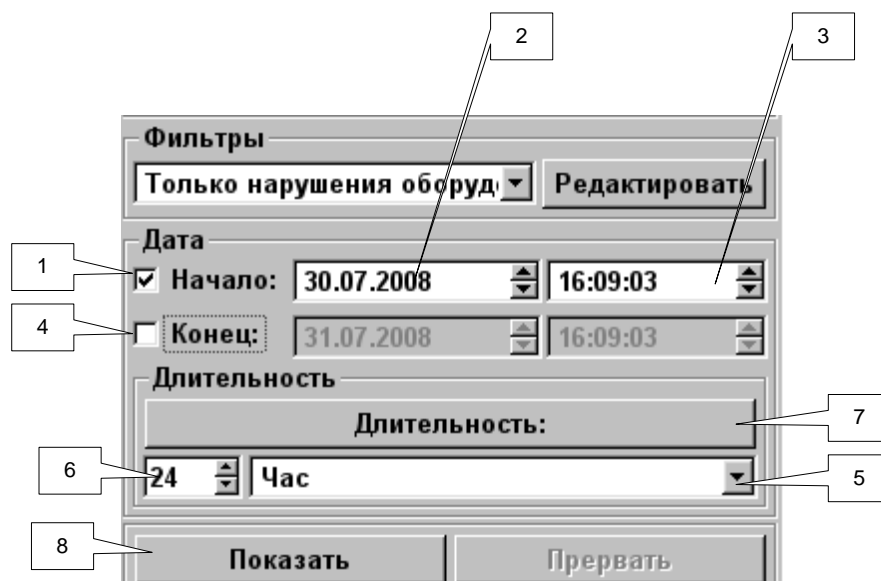 2
3
Фильтры
Только нарушения оборуд
Редактировать
Дата
1
Начало: 30.07.2008 16:09:03
4
Конец: 31.07.2008 16:09:03
Длительность
Длительность:
7
6
24 Час
5
8
Показать
Прервать